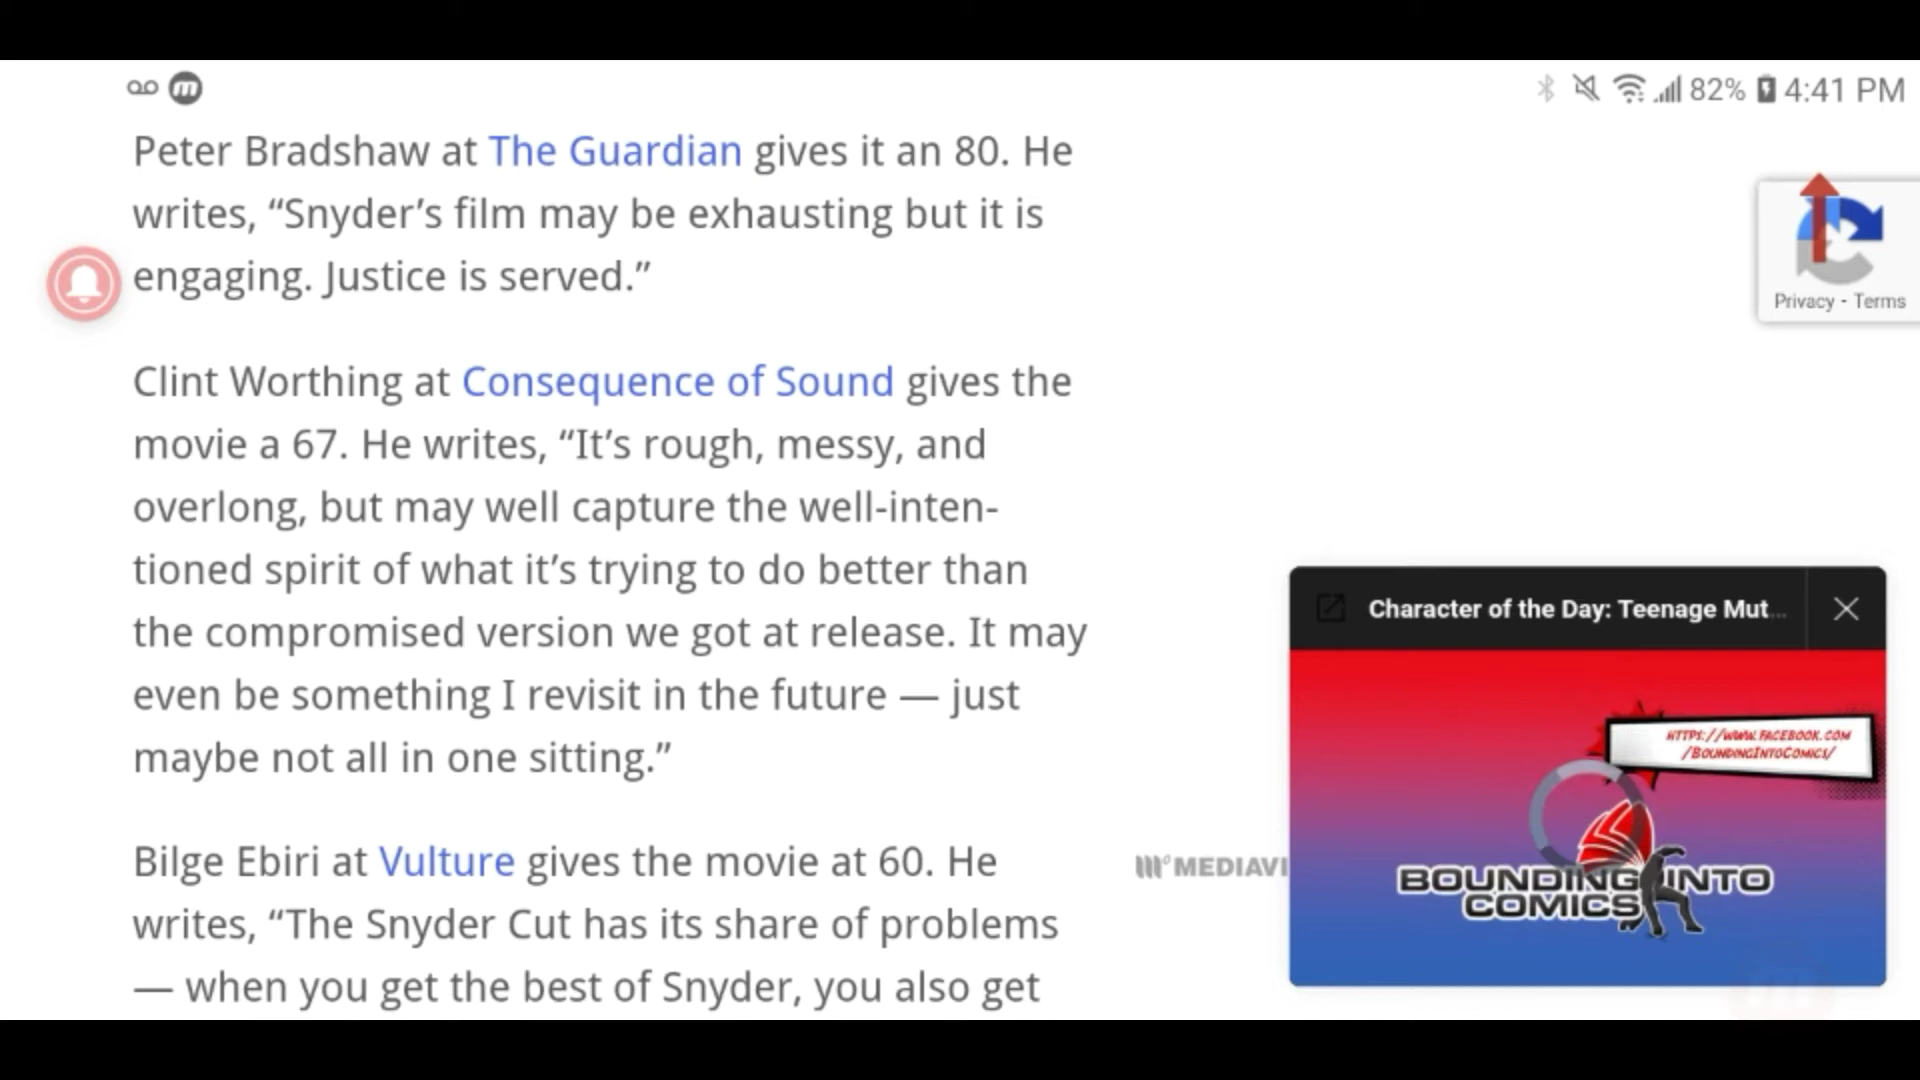 82% 4:41 PM
Peter Bradshaw at The Guardian gives it an 80. He
writes, “Snyder’s film may be exhausting but it is
engaging. Justice is served.”
Privacy - Terms
Clint Worthing at Consequence of Sound gives the
movie a 67. He writes, “It’s rough, messy, and
overlong, but may well capture the well-inten-
tioned spirit of what it’s trying to do better than
the compromised version we got at release. It may
even be something I revisit in the future — just
maybe not all in one sitting.”
Bilge Ebiri at Vulture gives the movie at 60. He
writes, “The Snyder Cut has its share of problems
— when you get the best of Snyder, you also get
MEDIAVI
Character of the Day: Teenage Mut...
HTTPS://WWW.FACEBOOK.COM
/BOUNDINGINTOCOMICS/
BOUNDING INTO
COMICS